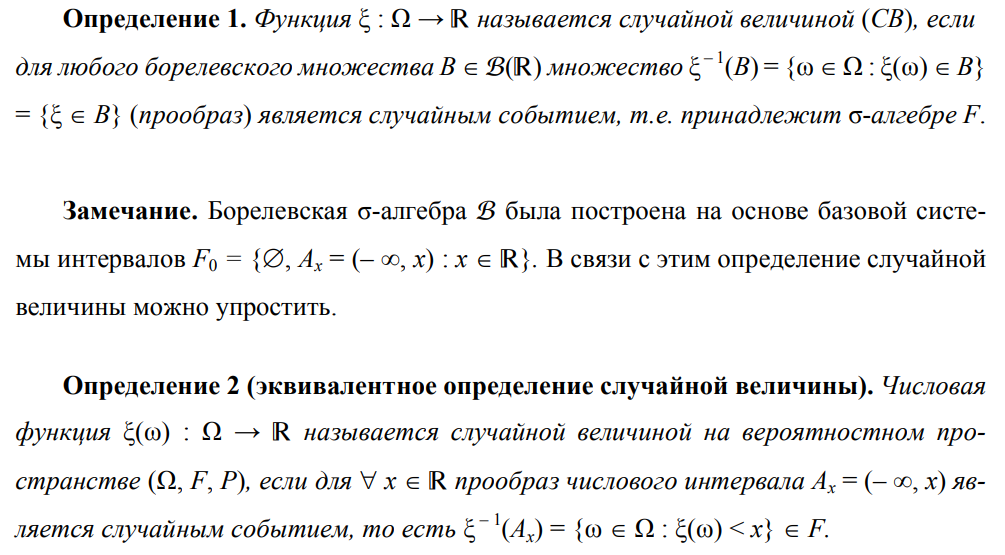 Определение 1. Функция ξ : Ω → ℝ называется случайной величиной (СВ), если
для любого борелевского множества B ∈ ℬ(ℝ) множество ξ⁻¹(B) = {ω ∈ Ω : ξ(ω) ∈ B}
= {ξ ∈ B} (прообраз) является случайным событием, т.е. принадлежит σ-алгебре F.
Замечание. Борелевская σ-алгебра ℬ была построена на основе базовой систе-
мы интервалов F₀ = {∅, Aₓ = (– ∞, x) : x ∈ ℝ}. В связи с этим определение случайной
величины можно упростить.
Определение 2 (эквивалентное определение случайной величины). Числовая
функция ξ(ω) : Ω → ℝ называется случайной величиной на вероятностном про-
странстве (Ω, F, P), если для ∀ x ∈ ℝ прообраз числового интервала Aₓ = (– ∞, x) яв-
ляется случайным событием, то есть ξ⁻¹(Aₓ) = {ω ∈ Ω : ξ(ω) < x} ∈ F.